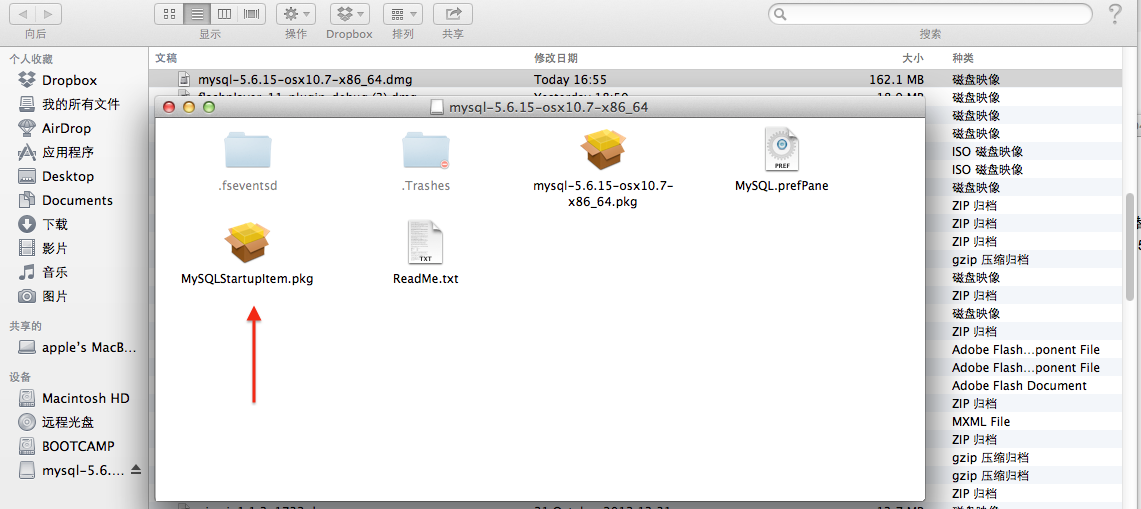 向后
显示
操作
Dropbox
排列
共享
搜索
个人收藏
Dropbox
我的所有文件
AirDrop
应用程序
Desktop
Documents
下载
影片
音乐
图片
共享的
apple's MacB...
设备
Macintosh HD
远程光盘
BOOTCAMP
mysql-5.6....
文稿 修改日期 大小 种类
mysql-5.6.15-osx10.7-x86_64.dmg Today 16:55 162.1 MB 磁盘映像
磁盘映像
mysql-5.6.15-osx10.7-x86_64
.fseventsd
.Trashes
mysql-5.6.15-osx10.7-
x86_64.pkg
MySQL.prefPane
PREF
MySQLStartupItem.pkg
TXT
ReadMe.txt
磁盘映像
磁盘映像
ISO 磁盘映像
ISO 磁盘映像
磁盘映像
ZIP 归档
ZIP 归档
ZIP 归档
gzip 压缩归档
磁盘映像
ZIP 归档
磁盘映像
ZIP 归档
Adobe Flash...ponent File
Adobe Flash...ponent File
Adobe Flash Document
ZIP 归档
MXML File
ZIP 归档
gzip 压缩归档
gzip 压缩归档
ZIP 归档